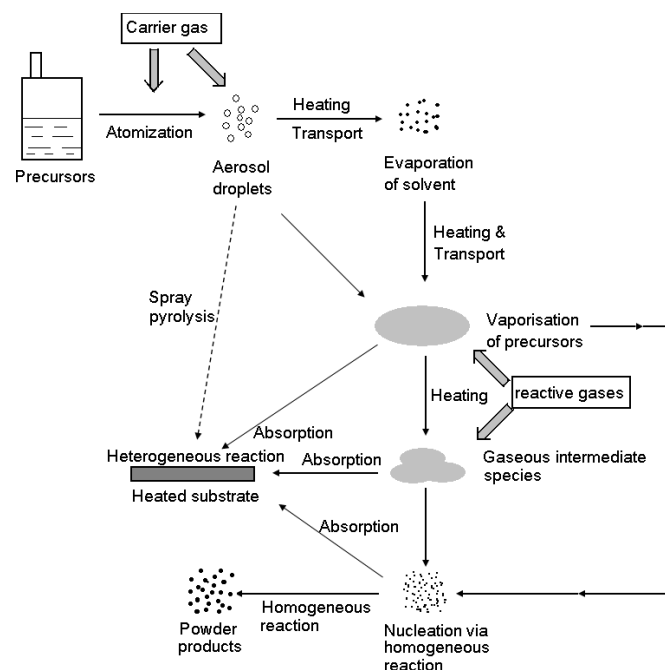 Carrier gas
Precursors
Atomization
Aerosol
droplets
Heating
Transport
Evaporation
of solvent
Heating &
Transport
Spray
pyrolysis
Vaporisation
of precursors
reactive gases
Heating
Absorption
Heterogeneous reaction
Absorption
Heated substrate
Gaseous intermediate
species
Absorption
Powder
products
Homogeneous
reaction
Nucleation via
homogeneous
reaction